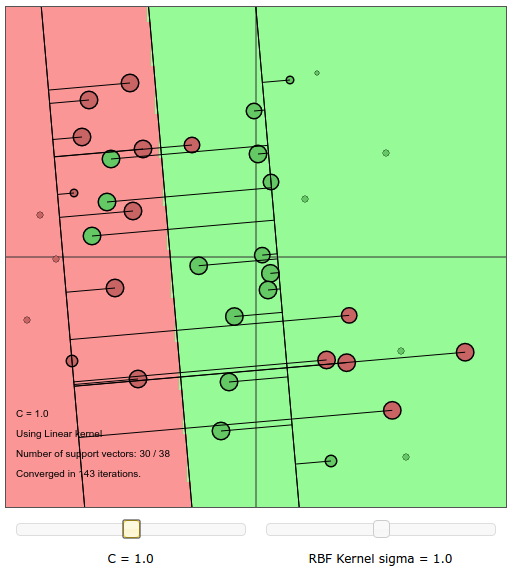 C = 1.0
Using Linear kernel
Number of support vectors: 30 / 38
Converged in 143 iterations.
C = 1.0
RBF Kernel sigma = 1.0